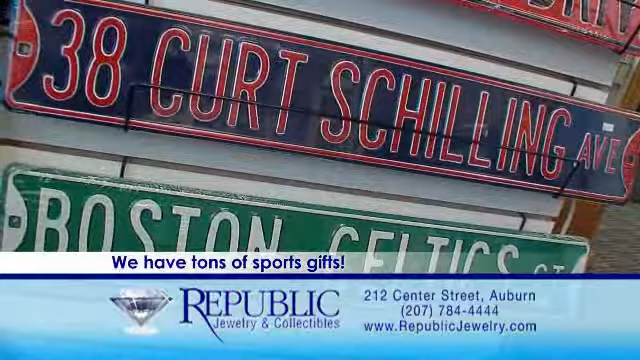 38 CURT SCHILLING AVE
BOSTON CELTICS CT
We have tons of sports gifts!
REPUBLIC
Jewelry & Collectibles
212 Center Street, Auburn
(207) 784-4444
www.RepublicJewelry.com